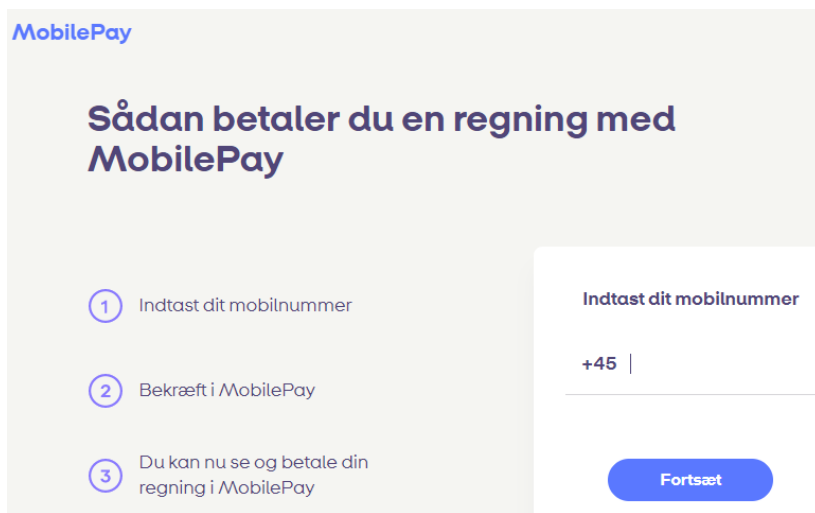 MobilePay
Sådan betaler du en regning med
MobilePay
1 Indtast dit mobilnummer
2 Bekræft i MobilePay
3 Du kan nu se og betale din
regning i MobilePay
Indtast dit mobilnummer
+45
Fortsæt